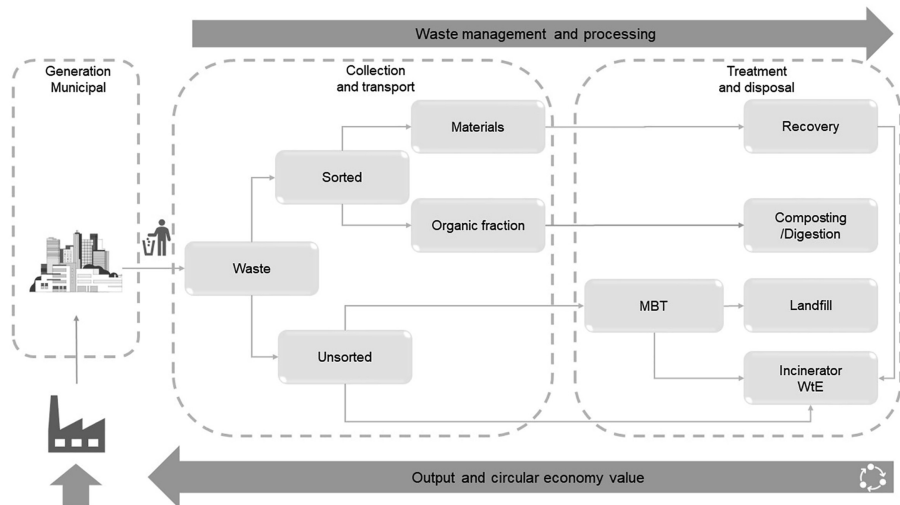 Waste management and processing
Generation
Municipal
Collection
and transport
Treatment
and disposal
Materials
Recovery
Sorted
Organic fraction
Composting
/Digestion
Waste
MBT
Landfill
Unsorted
Incinerator
WtE
Output and circular economy value